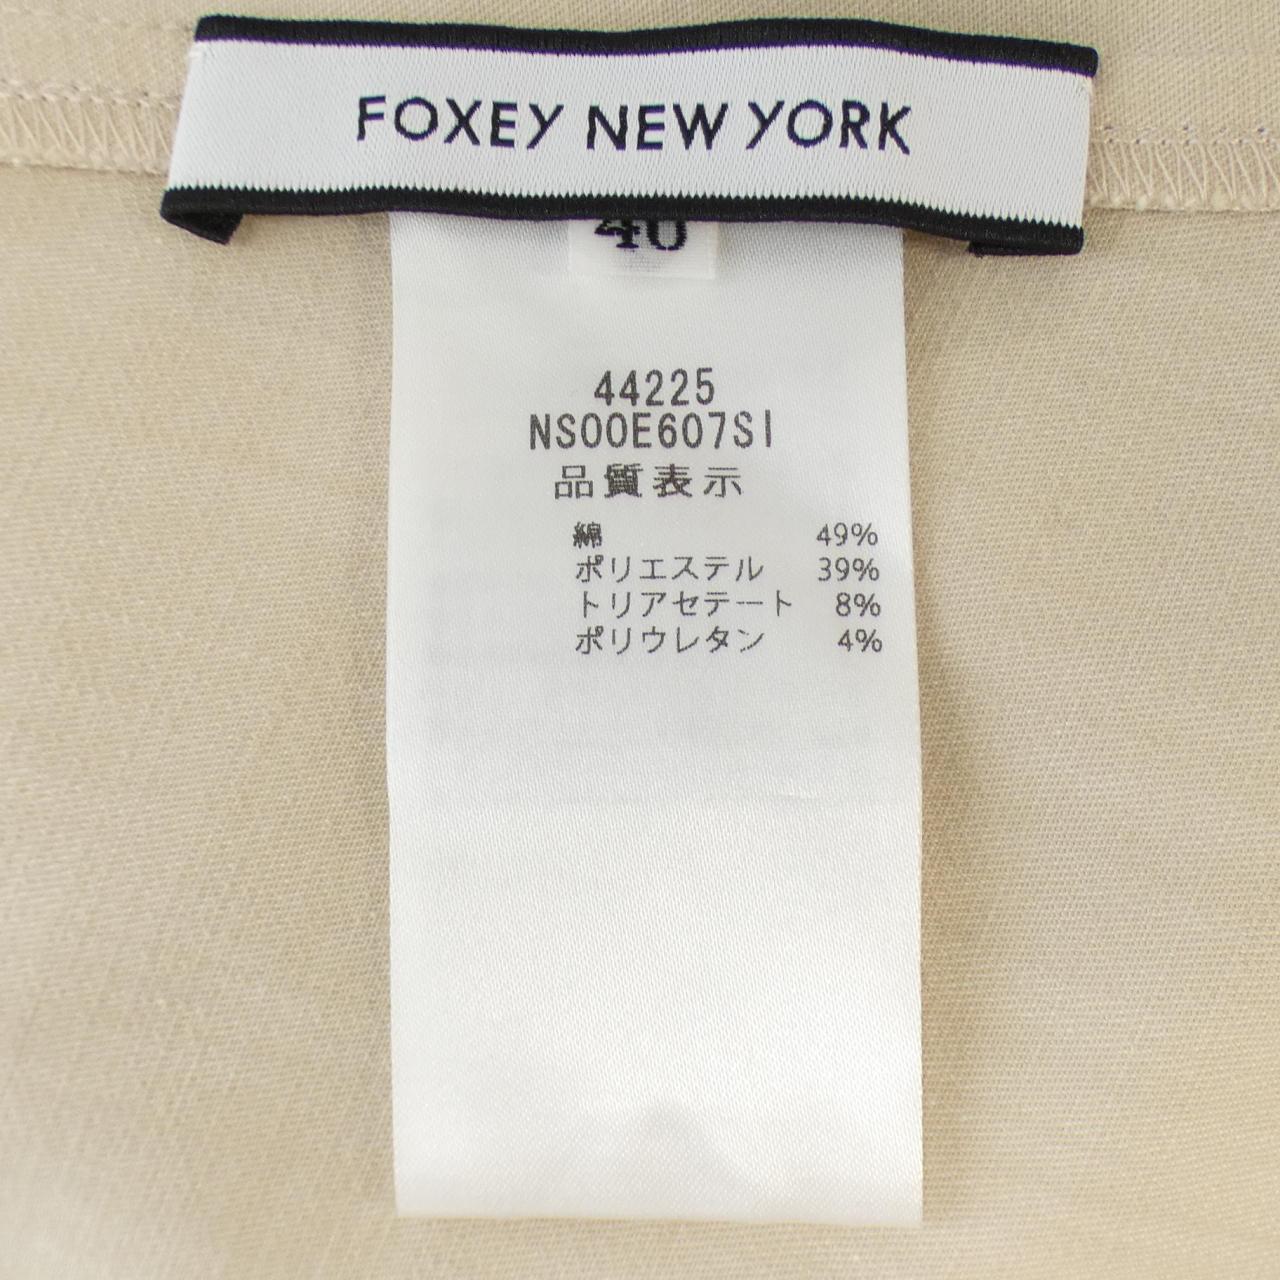 FOXEY NEW YORK
40
44225
NS00E607SI
品質表示
綿 49%
ポリエステル 39%
トリアセテート 8%
ポリウレタン 4%